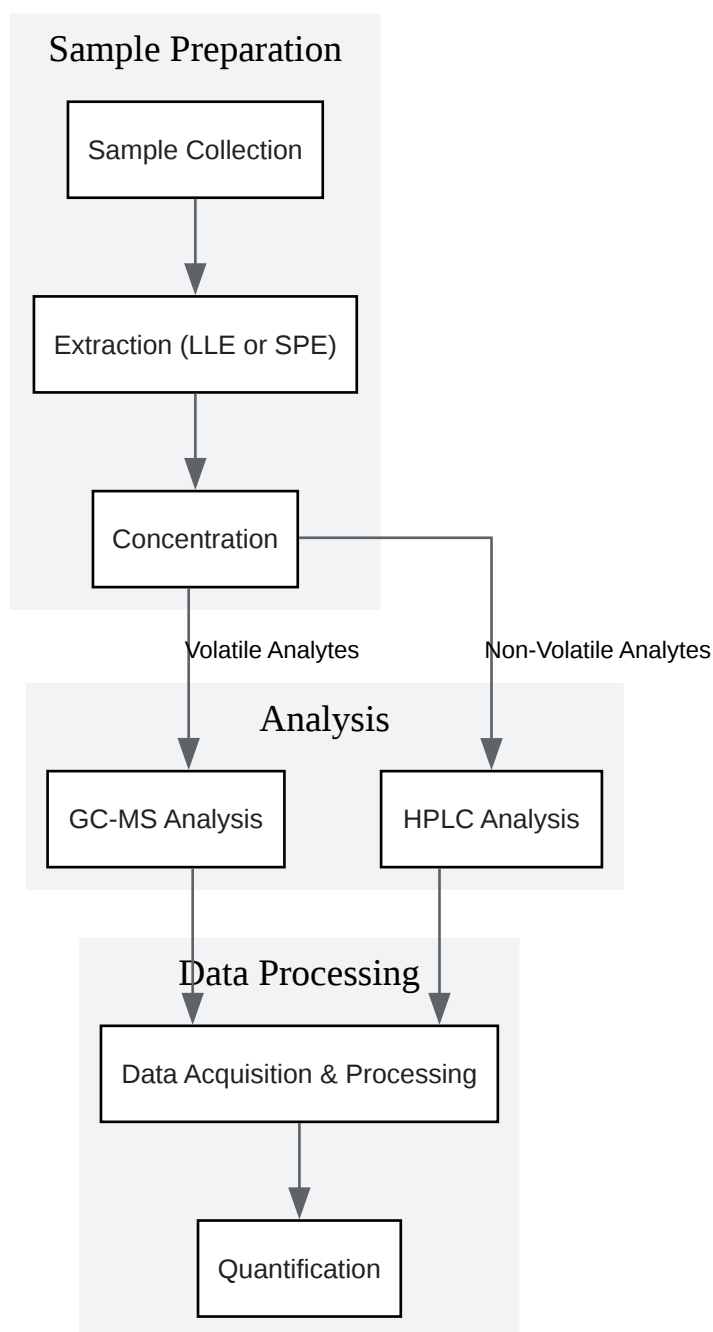 Sample Preparation
Sample Collection
Extraction (LLE or SPE)
Concentration
Volatile Analytes
Non-Volatile Analytes
Analysis
GC-MS Analysis
HPLC Analysis
Data Processing
Data Acquisition & Processing
Quantification